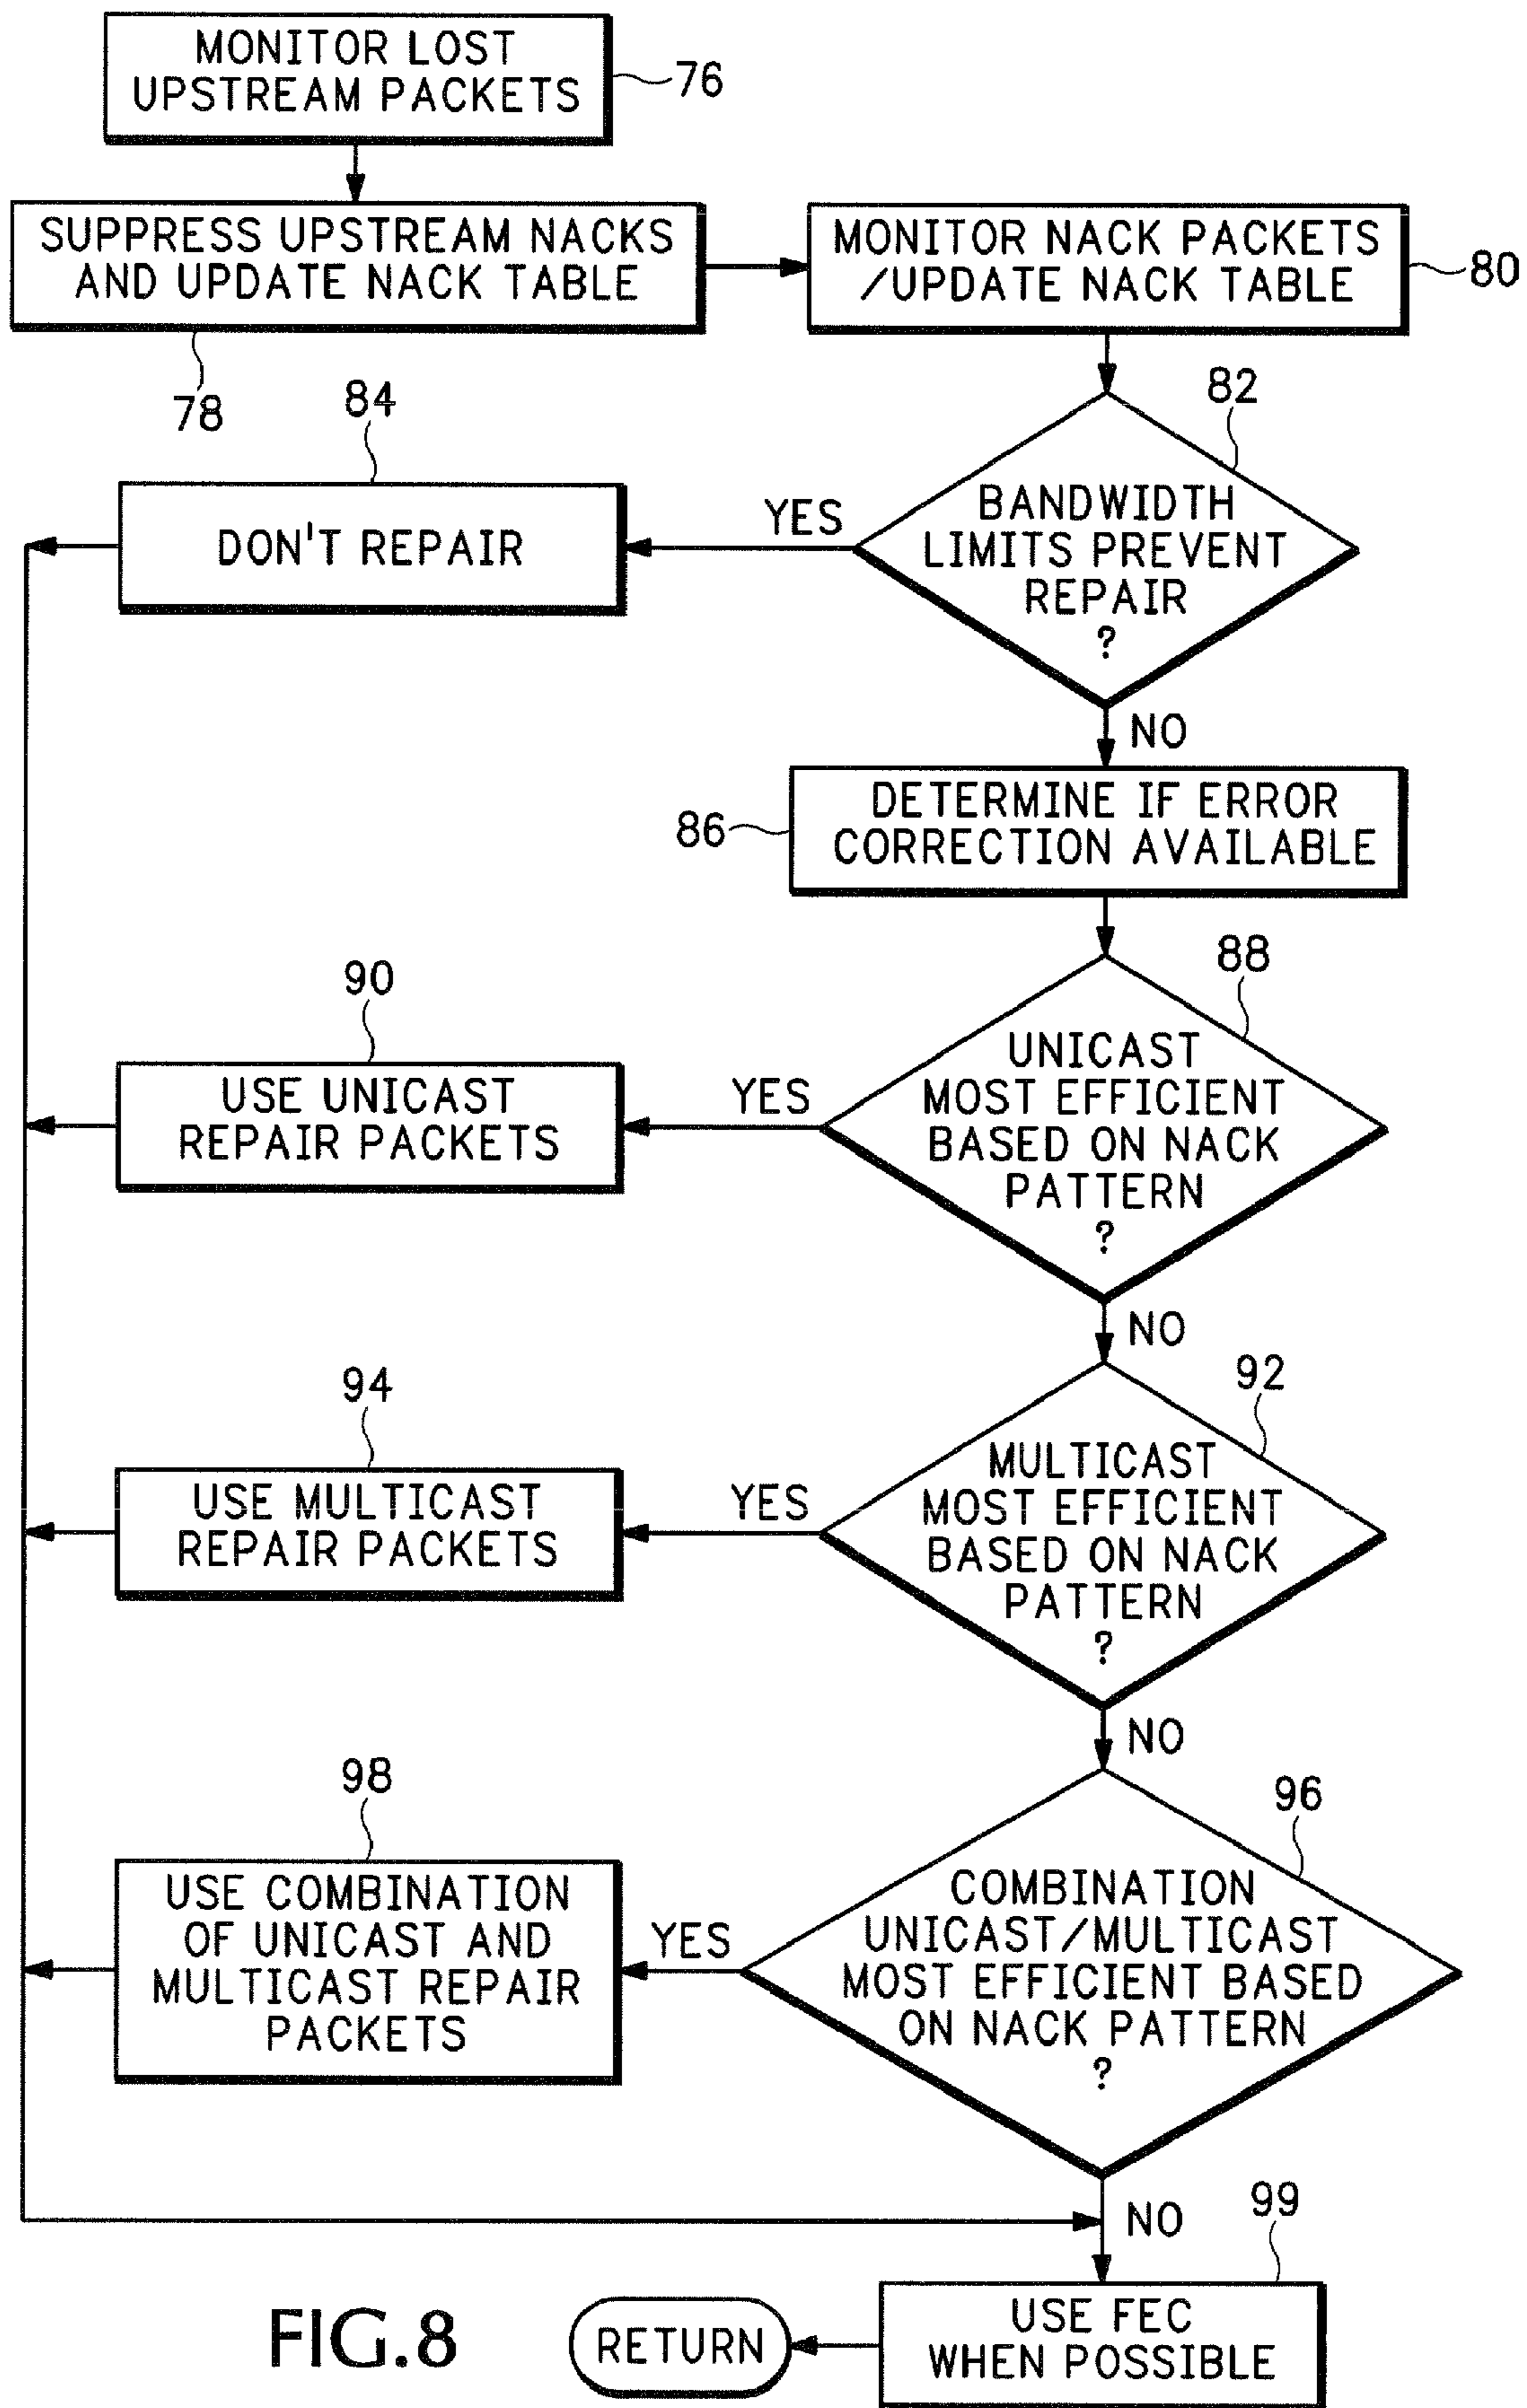 MONITOR LOST
UPSTREAM PACKETS
76
SUPPRESS UPSTREAM NACKS
AND UPDATE NACK TABLE
78
MONITOR NACK PACKETS
/UPDATE NACK TABLE
80
82
BANDWIDTH
LIMITS PREVENT
REPAIR
?
YES
84
DON'T REPAIR
NO
DETERMINE IF ERROR
CORRECTION AVAILABLE
86
88
UNICAST
MOST EFFICIENT
BASED ON NACK
PATTERN
?
YES
90
USE UNICAST
REPAIR PACKETS
NO
92
MULTICAST
MOST EFFICIENT
BASED ON NACK
PATTERN
?
YES
94
USE MULTICAST
REPAIR PACKETS
NO
96
COMBINATION
UNICAST/MULTICAST
MOST EFFICIENT BASED
ON NACK PATTERN
?
YES
98
USE COMBINATION
OF UNICAST AND
MULTICAST REPAIR
PACKETS
NO
99
USE FEC
WHEN POSSIBLE
RETURN
FIG.8